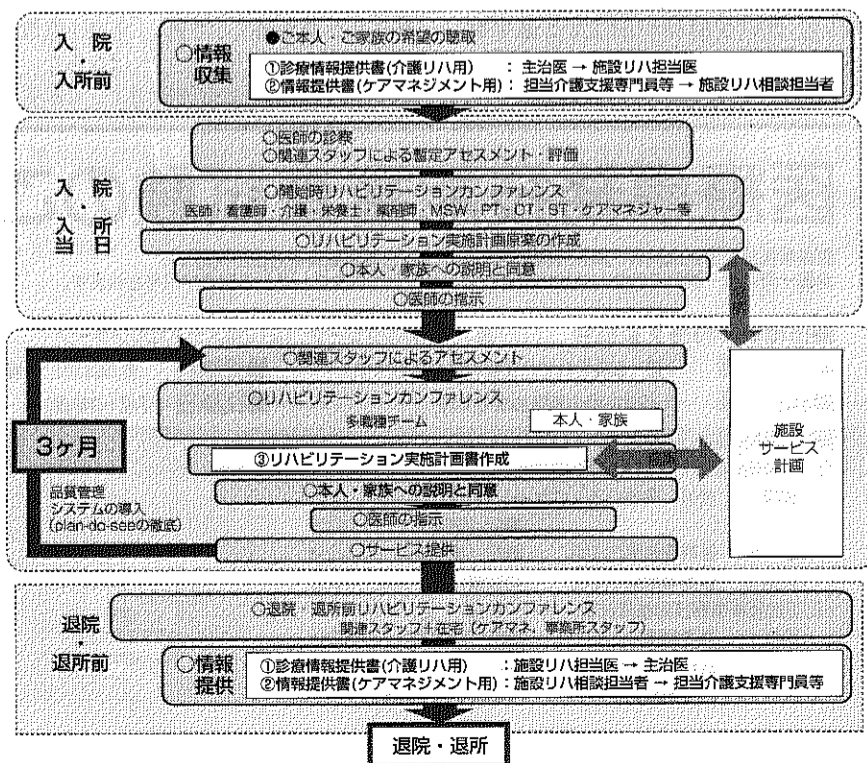 入院・入所前
○情報収集
●ご本人・ご家族の希望の聴取
①診療情報提供書(介護リハ用) : 主治医 → 施設リハ担当医
②情報提供書(ケアマネジメント用) : 担当介護支援専門員等 → 施設リハ相談担当者
入院・入所当日
○医師の診察
○関連スタッフによる暫定アセスメント・評価
○開始時リハビリテーションカンファレンス
医師・看護師・介護・栄養士・薬剤師・MSW・PT・OT・ST・ケアマネジャー等
○リハビリテーション実施計画原案の作成
○本人・家族への説明と同意
○医師の指示
○関連スタッフによるアセスメント
○リハビリテーションカンファレンス
多職種チーム
本人・家族
③リハビリテーション実施計画書作成
○本人・家族への説明と同意
○医師の指示
○サービス提供
3ヶ月
品質管理
システムの導入
(plan-do-seeの徹底)
施設
サービス
計画
退院・退所前
○退院・退所前リハビリテーションカンファレンス
関連スタッフ+在宅(ケアマネ、事業所スタッフ)
○情報提供
①診療情報提供書(介護リハ用) : 施設リハ担当医 → 主治医
②情報提供書(ケアマネジメント用) : 施設リハ相談担当者 → 担当介護支援専門員等
退院・退所